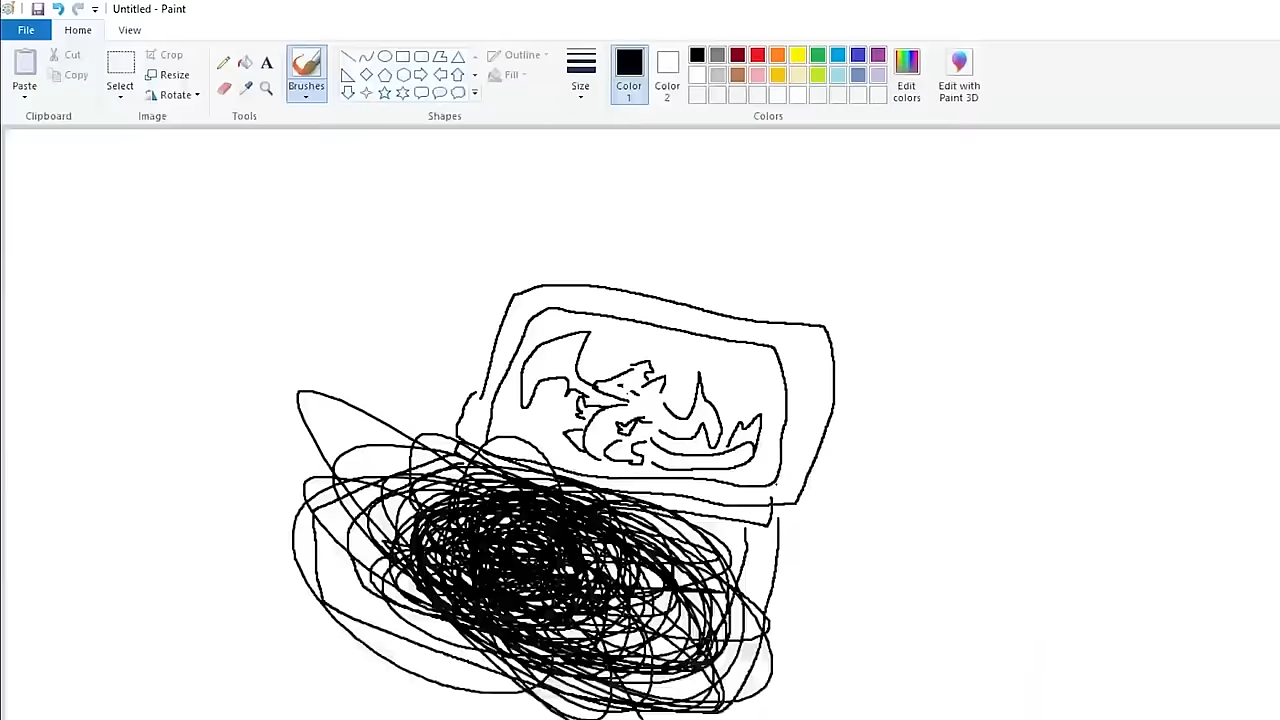 Untitled - Paint
File Home View
Paste
Cut
Copy
Clipboard
Select
Crop
Resize
Rotate
Image
A
Tools
Brushes
Outline
Fill
Shapes
Size
Color 1
Color 2
Edit colors
Edit with Paint 3D
Colors